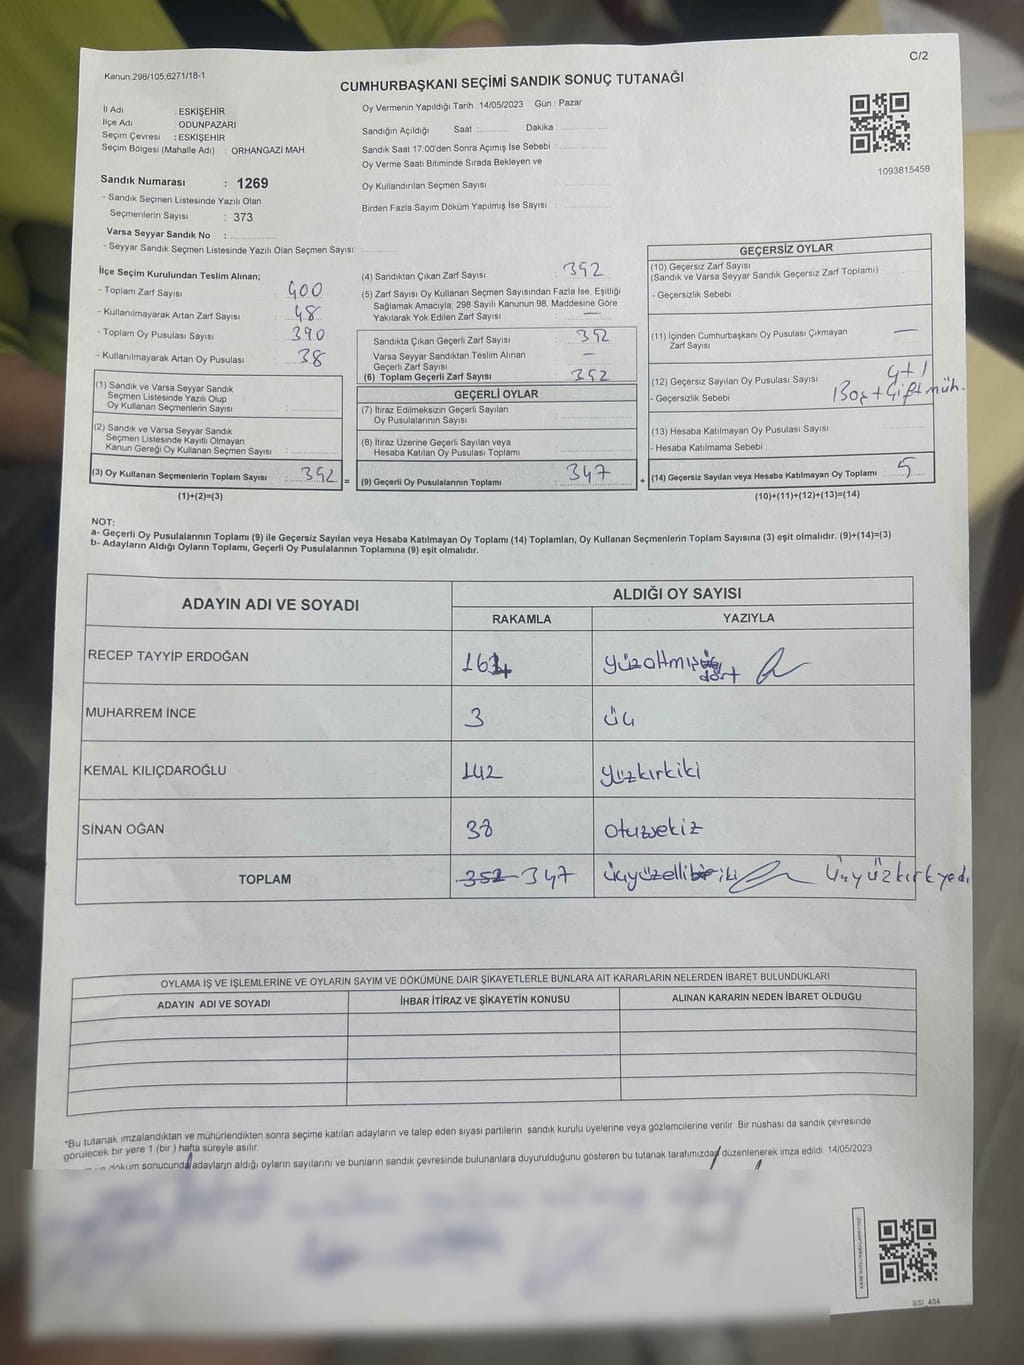 C/2
Kanun:298/105,6271/18-1
CUMHURBAŞKANI SEÇİMİ SANDIK SONUÇ TUTANAĞI
İl Adı : ESKİŞEHİR
İlçe Adı : ODUNPAZARI
Seçim Çevresi : ESKİŞEHİR
Seçim Bölgesi (Mahalle Adı) : ORHANGAZİ MAH.
Sandık Numarası : 1269
- Sandık Seçmen Listesinde Yazılı Olan
Seçmenlerin Sayısı : 373
Varsa Seyyar Sandık No :
- Seyyar Sandık Seçmen Listesinde Yazılı Olan Seçmen Sayısı:
Oy Vermenin Yapıldığı Tarih : 14/05/2023 Gün : Pazar
Sandığın Açıldığı Saat : Dakika :
Sandık Saat 17:00'den Sonra Açımış İse Sebebi :
Oy Verme Saati Bitiminde Sırada Bekleyen ve
Oy Kullandırılan Seçmen Sayısı :
Birden Fazla Sayım Döküm Yapılmış İse Sayısı :
1093815458
İlçe Seçim Kurulundan Teslim Alınan;
- Toplam Zarf Sayısı : 400
- Kullanılmayarak Artan Zarf Sayısı : 48
- Toplam Oy Pusulası Sayısı : 390
- Kullanılmayarak Artan Oy Pusulası : 38
(1) Sandık ve Varsa Seyyar Sandık
Seçmen Listesinde Yazılı Olup
Oy Kullanan Seçmenlerin Sayısı :
(2) Sandık ve Varsa Seyyar Sandık
Seçmen Listesinde Kayıtlı Olmayan
Kanun Gereği Oy Kullanan Seçmen Sayısı :
(3) Oy Kullanan Seçmenlerin Toplam Sayısı : 352 =
(1)+(2)=(3)
(4) Sandıktan Çıkan Zarf Sayısı : 352
(5) Zarf Sayısı Oy Kullanan Seçmen Sayısından Fazla İse, Eşitliği
Sağlamak Amacıyla, 298 Sayılı Kanunun 98. Maddesine Göre
Yakılarak Yok Edilen Zarf Sayısı : —
Sandıkta Çıkan Geçerli Zarf Sayısı : 352
Varsa Seyyar Sandıktan Teslim Alınan
Geçerli Zarf Sayısı : —
(6) Toplam Geçerli Zarf Sayısı : 352
GEÇERLİ OYLAR
(7) İtiraz Edilmeksizin Geçerli Sayılan
Oy Pusulalarının Sayısı :
(8) İtiraz Üzerine Geçerli Sayılan veya
Hesaba Katılan Oy Pusulası Toplamı :
(9) Geçerli Oy Pusulalarının Toplamı : 347 +
GEÇERSİZ OYLAR
(10) Geçersiz Zarf Sayısı
(Sandık ve Varsa Seyyar Sandık Geçersiz Zarf Toplamı) :
- Geçersizlik Sebebi :
(11) İçinden Cumhurbaşkanı Oy Pusulası Çıkmayan
Zarf Sayısı : —
(12) Geçersiz Sayılan Oy Pusulası Sayısı : 4+1
- Geçersizlik Sebebi : Boş + Çift müh.
(13) Hesaba Katılmayan Oy Pusulası Sayısı :
- Hesaba Katılmama Sebebi :
(14) Geçersiz Sayılan veya Hesaba Katılmayan Oy Toplamı : 5
(10)+(11)+(12)+(13)=(14)
NOT:
a- Geçerli Oy Pusulalarının Toplamı (9) ile Geçersiz Sayılan veya Hesaba Katılmayan Oy Toplamı (14) Toplamları, Oy Kullanan Seçmenlerin Toplam Sayısına (3) eşit olmalıdır. (9)+(14)=(3)
b- Adayların Aldığı Oyların Toplamı, Geçerli Oy Pusulalarının Toplamına (9) eşit olmalıdır.
ADAYIN ADI VE SOYADI
ALDIĞI OY SAYISI
RAKAMLA YAZIYLA
RECEP TAYYİP ERDOĞAN 164 yüzaltmış dört
MUHARREM İNCE 3 üç
KEMAL KILIÇDAROĞLU 142 yüzkırkiki
SİNAN OĞAN 38 otuzsekiz
TOPLAM 352 347 üçyüzellibir iki Üçyüzkırkyedi
OYLAMA İŞ VE İŞLEMLERİNE VE OYLARIN SAYIM VE DÖKÜMÜNE DAİR ŞİKAYETLERLE BUNLARA AİT KARARLARIN NELERDEN İBARET BULUNDUKLARI
ADAYIN ADI VE SOYADI İHBAR İTİRAZ VE ŞİKAYETİN KONUSU ALINAN KARARIN NEDEN İBARET OLDUĞU
*Bu tutanak imzalandıktan ve mühürlendikten sonra seçime katılan adayların ve talep eden siyasi partilerin sandık kurulu üyelerine veya gözlemcilerine verilir. Bir nüshası da sandık çevresinde
görülecek bir yere 1 (bir) hafta süreyle asılır.
döküm sonucunda adayların aldığı oyların sayılarını ve bunların sandık çevresinde bulunanlara duyurulduğunu gösteren bu tutanak tarafımızdan düzenlenerek imza edildi. 14/05/2023
SSI_404